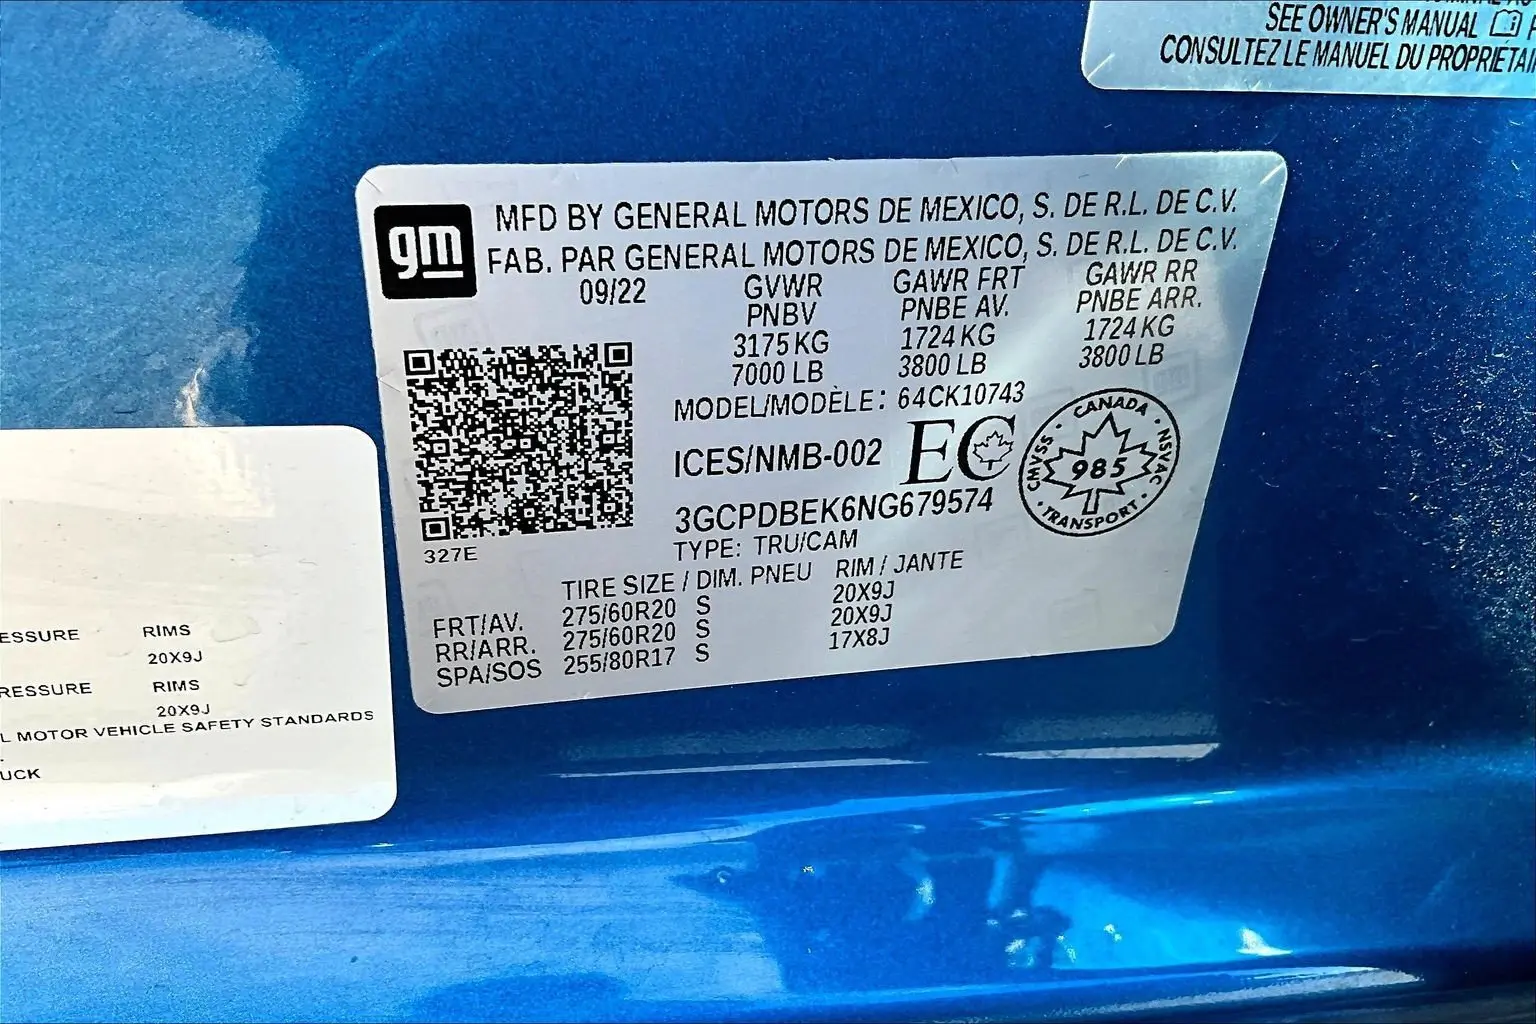 SEE OWNER'S MANUAL
CONSULTEZ LE MANUEL DU
gm
MFD BY GENERAL MOTORS DE MEXICO, S. DE R.L. DE C.V.
FAB. PAR GENERAL MOTORS DE MEXICO, S. DE R.L. DE C.V.
09/22 GVWR GAWR FRT GAWR RR
PNBV PNBE AV. PNBE ARR.
3175 KG 1724 KG 1724 KG
7000 LB 3800 LB 3800 LB
MODEL/MODÈLE: 64CK10743
ICES/NMB-002 EC
CANADA
CMVSS 985 NSVAC
TRANSPORT
3GCPDBEK6NG679574
327E
TYPE: TRU/CAM
TIRE SIZE / DIM. PNEU RIM / JANTE
FRT/AV. 275/60R20 S 20X9J
RR/ARR. 275/60R20 S 20X9J
SPA/SOS 255/80R17 S 17X8J
ESSURE RIMS
20X9J
RESSURE RIMS
20X9J
L MOTOR VEHICLE SAFETY STANDARDS
UCK